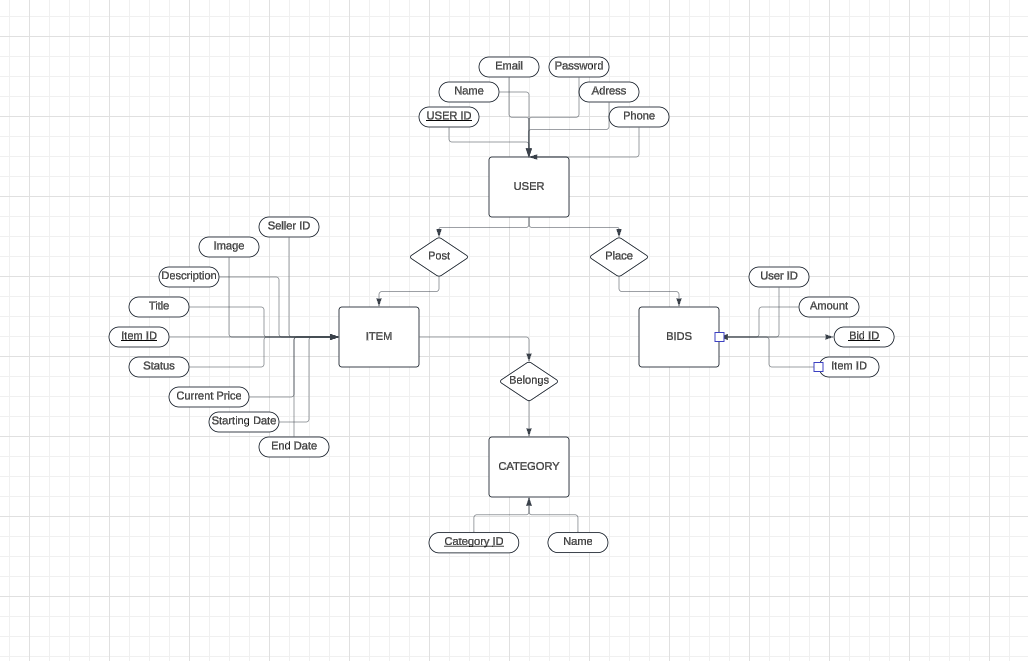 Email
Password
Name
Adress
USER ID
Phone
USER
Seller ID
Image
Post
Place
Description
User ID
Title
Amount
Item ID
ITEM
BIDS
Bid ID
Status
Item ID
Belongs
Current Price
Starting Date
End Date
CATEGORY
Category ID
Name